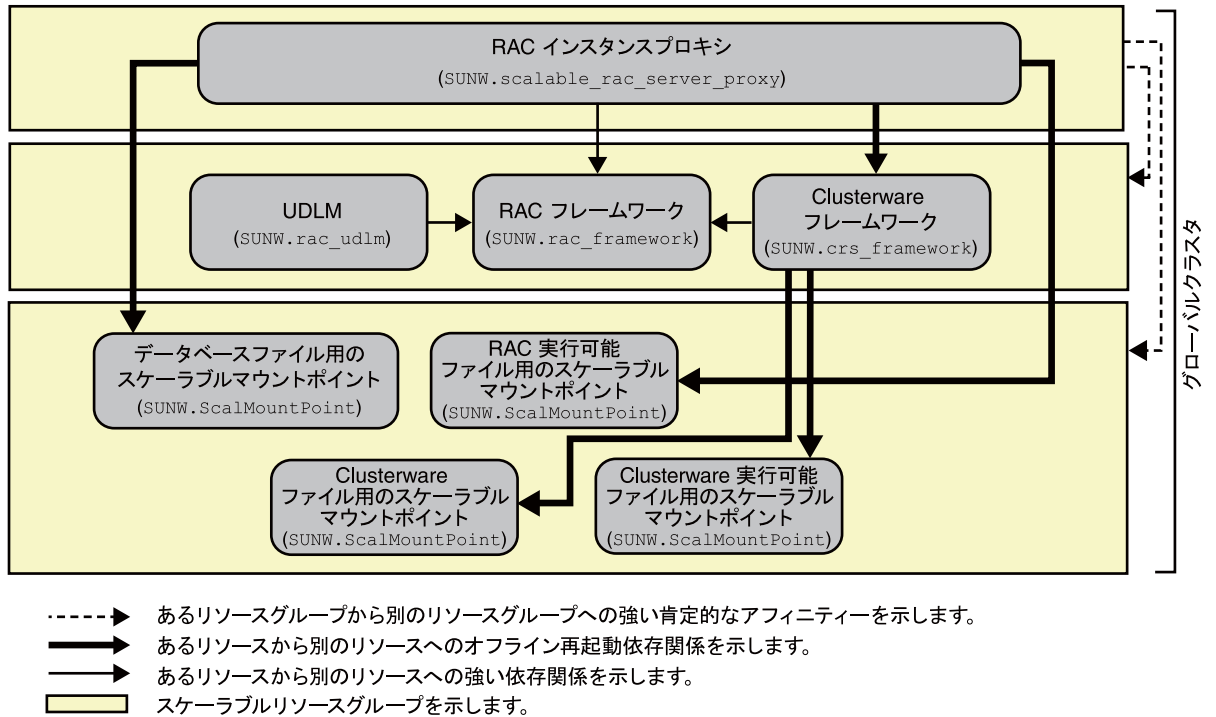 RAC インスタンスプロキシ
(SUNW.scalable_rac_server_proxy)
UDLM
(SUNW.rac_udlm)
RAC フレームワーク
(SUNW.rac_framework)
Clusterware
フレームワーク
(SUNW.crs_framework)
データベースファイル用の
スケーラブルマウントポイント
(SUNW.ScalMountPoint)
RAC 実行可能
ファイル用のスケーラブル
マウントポイント
(SUNW.ScalMountPoint)
Clusterware
ファイル用のスケーラブル
マウントポイント
(SUNW.ScalMountPoint)
Clusterware 実行可能
ファイル用のスケーラブル
マウントポイント
(SUNW.ScalMountPoint)
グローバルクラスタ
あるリソースグループから別のリソースグループへの強い肯定的なアフィニティーを示します。
あるリソースから別のリソースへのオフライン再起動依存関係を示します。
あるリソースから別のリソースへの強い依存関係を示します。
スケーラブルリソースグループを示します。